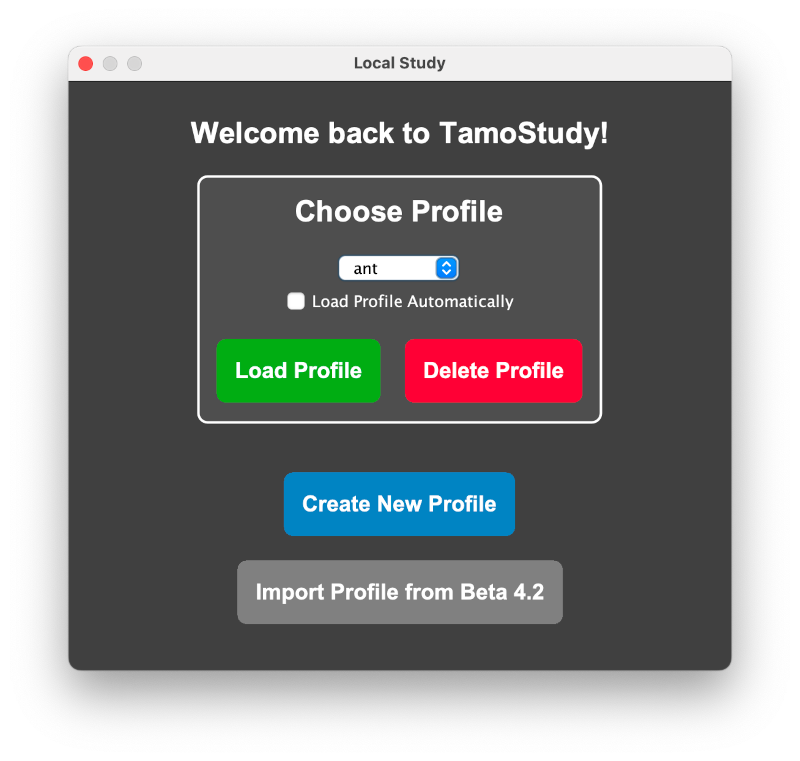 Local Study
Welcome back to TamoStudy!
Choose Profile
ant
Load Profile Automatically
Load Profile
Delete Profile
Create New Profile
Import Profile from Beta 4.2